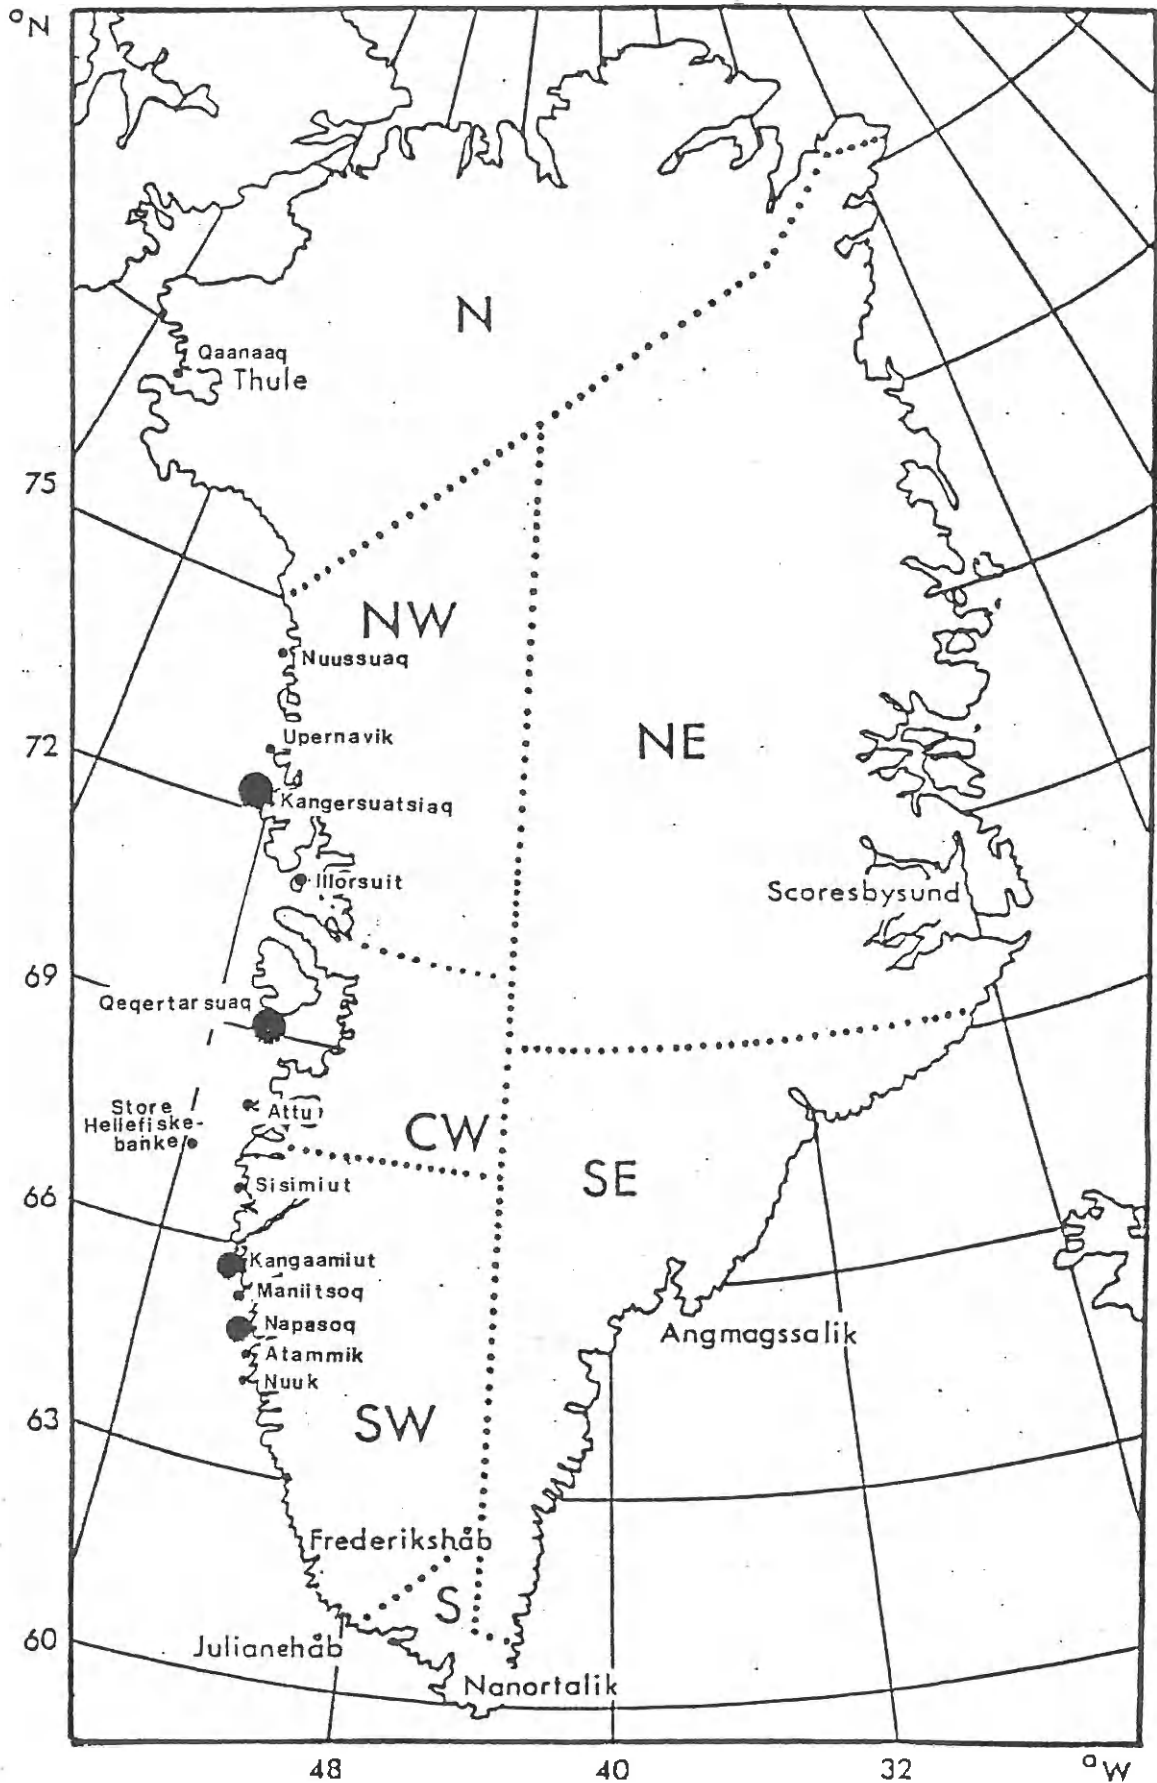 °N
N
Qaanaaq
Thule
75
NW
Nuussuaq
Upernavik
72
NE
Kangersuatsiaq
Illorsuit
Scoresbysund
69
Qeqertarsuaq
Store
Hellefiske-
banke
Attu
CW
SE
Sisimiut
66
Kangaamiut
Maniitsoq
Napasoq
Angmagssalik
Atammik
Nuuk
63
SW
Frederikshåb
S
60
Julianehåb
Nanortalik
48
40
32
°W